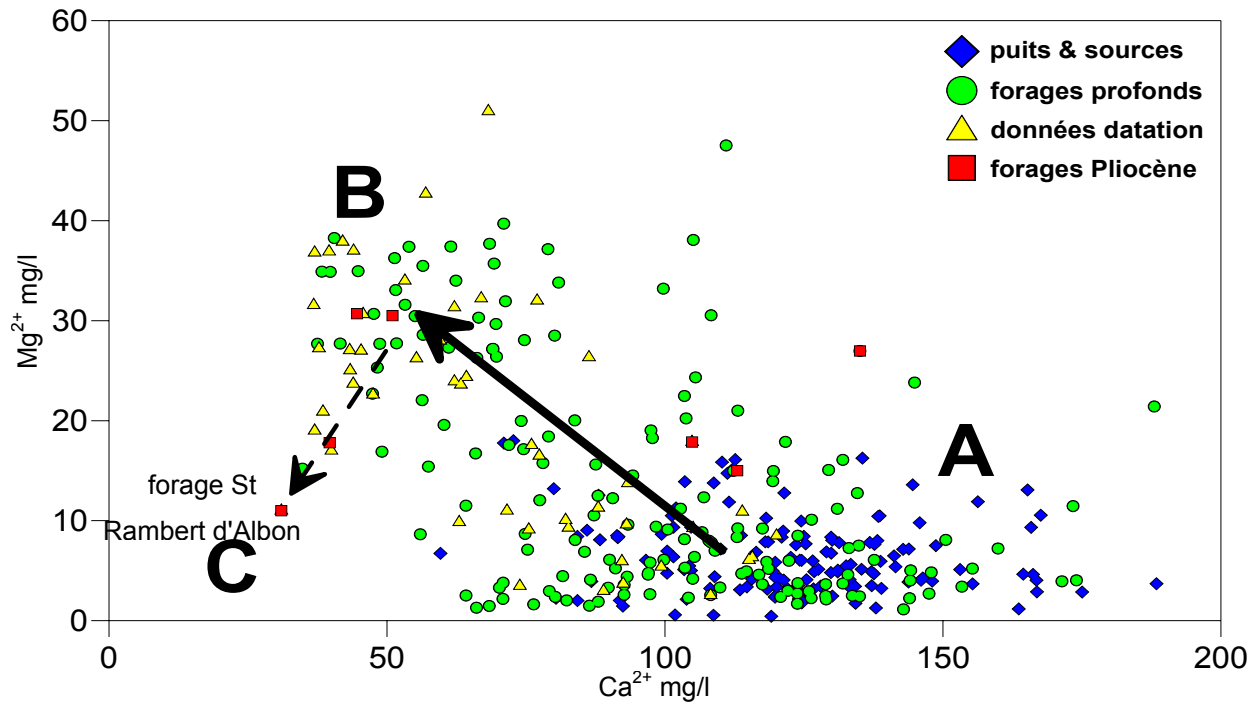 60
50
40
30
20
10
0
Mg2+ mg/l
puits & sources
forages profonds
données datation
forages Pliocène
B
A
forage St
Rambert d'Albon
C
0
50
100
150
200
Ca2+ mg/l